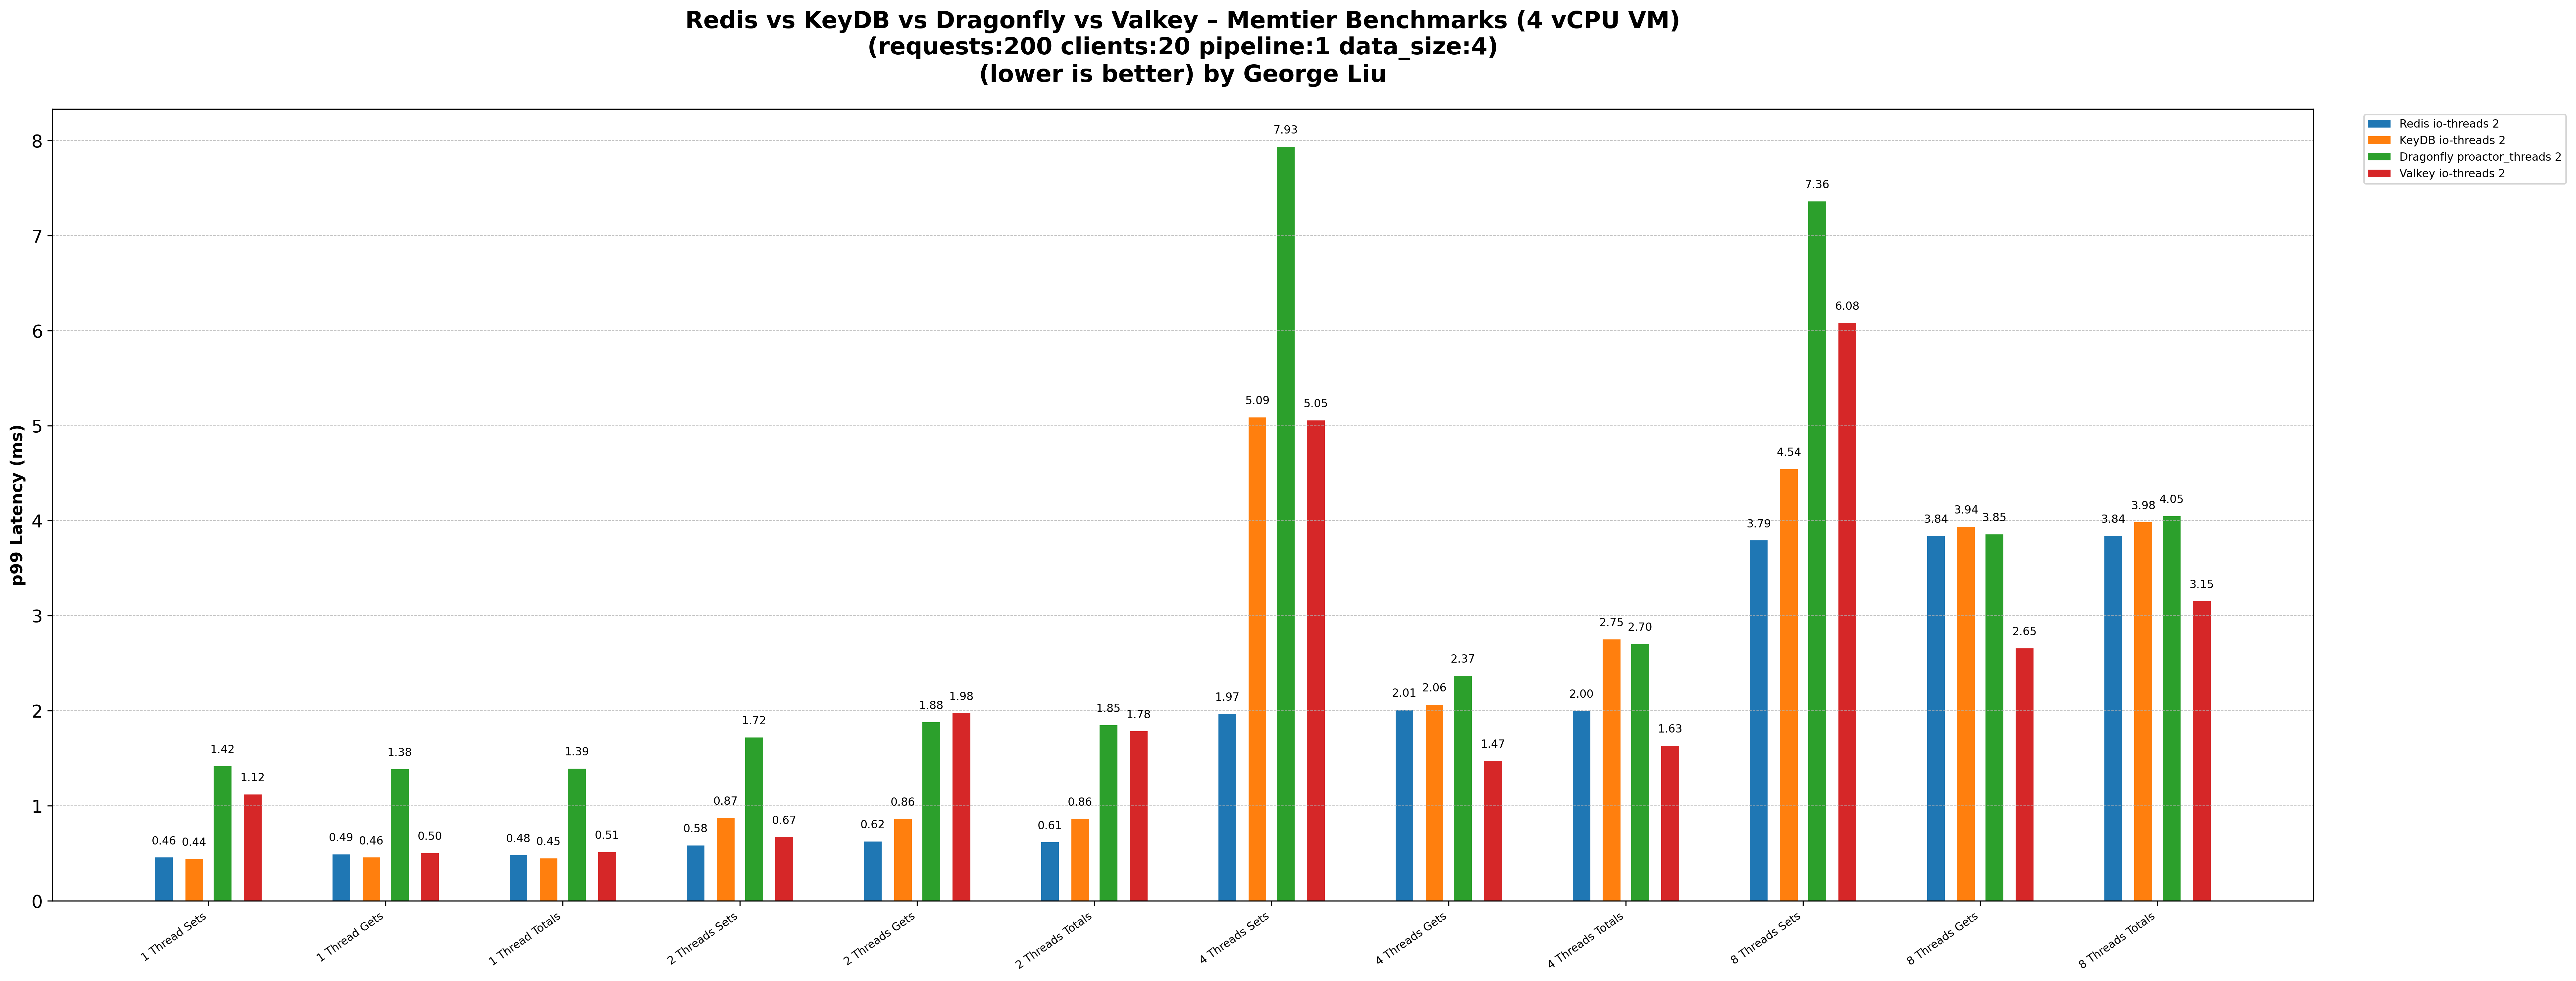 Redis vs KeyDB vs Dragonfly vs Valkey – Memtier Benchmarks (4 vCPU VM)
(requests:200 clients:20 pipeline:1 data_size:4)
(lower is better) by George Liu
Redis io-threads 2
KeyDB io-threads 2
Dragonfly proactor_threads 2
Valkey io-threads 2
p99 Latency (ms)
8
7
6
5
4
3
2
1
0
0.46 0.44 1.42 1.12
0.49 0.46 1.38 0.50
0.48 0.45 1.39 0.51
0.58 0.87 1.72 0.67
0.62 0.86 1.88 1.98
0.61 0.86 1.85 1.78
1.97 5.09 7.93 5.05
2.01 2.06 2.37 1.47
2.00 2.75 2.70 1.63
3.79 4.54 7.36 6.08
3.84 3.94 3.85 2.65
3.84 3.98 4.05 3.15
1 Thread Sets
1 Thread Gets
1 Thread Totals
2 Threads Sets
2 Threads Gets
2 Threads Totals
4 Threads Sets
4 Threads Gets
4 Threads Totals
8 Threads Sets
8 Threads Gets
8 Threads Totals